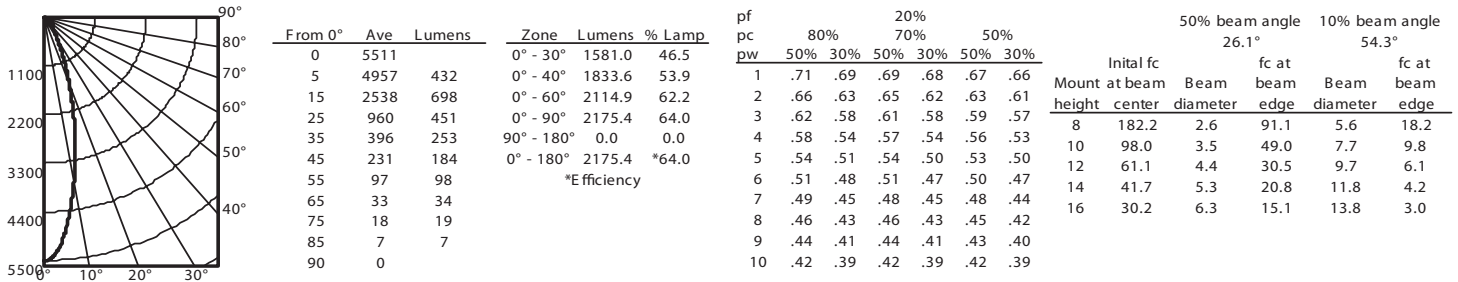 90°
80°
70°
60°
50°
40°
1100
2200
3300
4400
5500
0° 10° 20° 30°
From 0° Ave Lumens
0 5511
5 4957 432
15 2538 698
25 960 451
35 396 253
45 231 184
55 97 98
65 33 34
75 18 19
85 7 7
90 0
Zone Lumens % Lamp
0° - 30° 1581.0 46.5
0° - 40° 1833.6 53.9
0° - 60° 2114.9 62.2
0° - 90° 2175.4 64.0
90° - 180° 0.0 0.0
0° - 180° 2175.4 *64.0
*Efficiency
pf 20%
pc 80% 70% 50%
pw 50% 30% 50% 30% 50% 30%
1 .71 .69 .69 .68 .67 .66
2 .66 .63 .65 .62 .63 .61
3 .62 .58 .61 .58 .59 .57
4 .58 .54 .57 .54 .56 .53
5 .54 .51 .54 .50 .53 .50
6 .51 .48 .51 .47 .50 .47
7 .49 .45 .48 .45 .48 .44
8 .46 .43 .46 .43 .45 .42
9 .44 .41 .44 .41 .43 .40
10 .42 .39 .42 .39 .42 .39
50% beam angle 10% beam angle
26.1° 54.3°
Inital fc fc at fc at
Mount at beam Beam beam Beam beam
height center diameter edge diameter edge
8 182.2 2.6 91.1 5.6 18.2
10 98.0 3.5 49.0 7.7 9.8
12 61.1 4.4 30.5 9.7 6.1
14 41.7 5.3 20.8 11.8 4.2
16 30.2 6.3 15.1 13.8 3.0